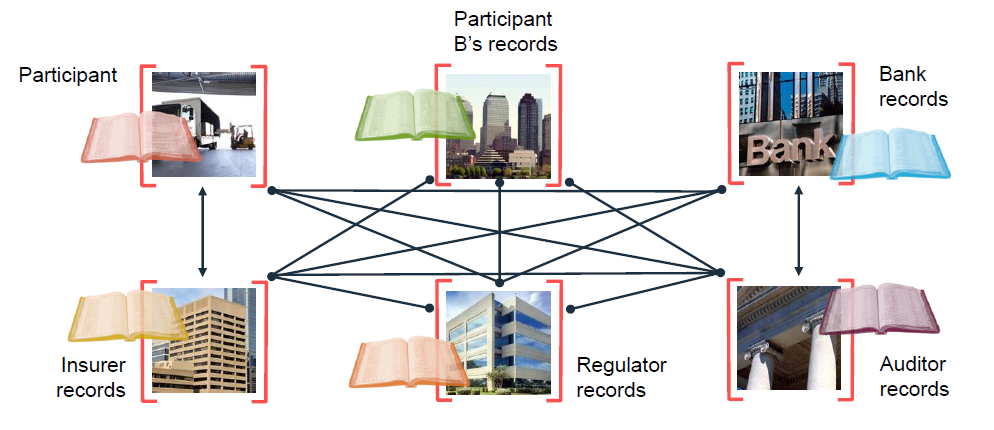 Participant
B's records
Participant
Bank
records
Bank
Insurer
records
Regulator
records
Auditor
records